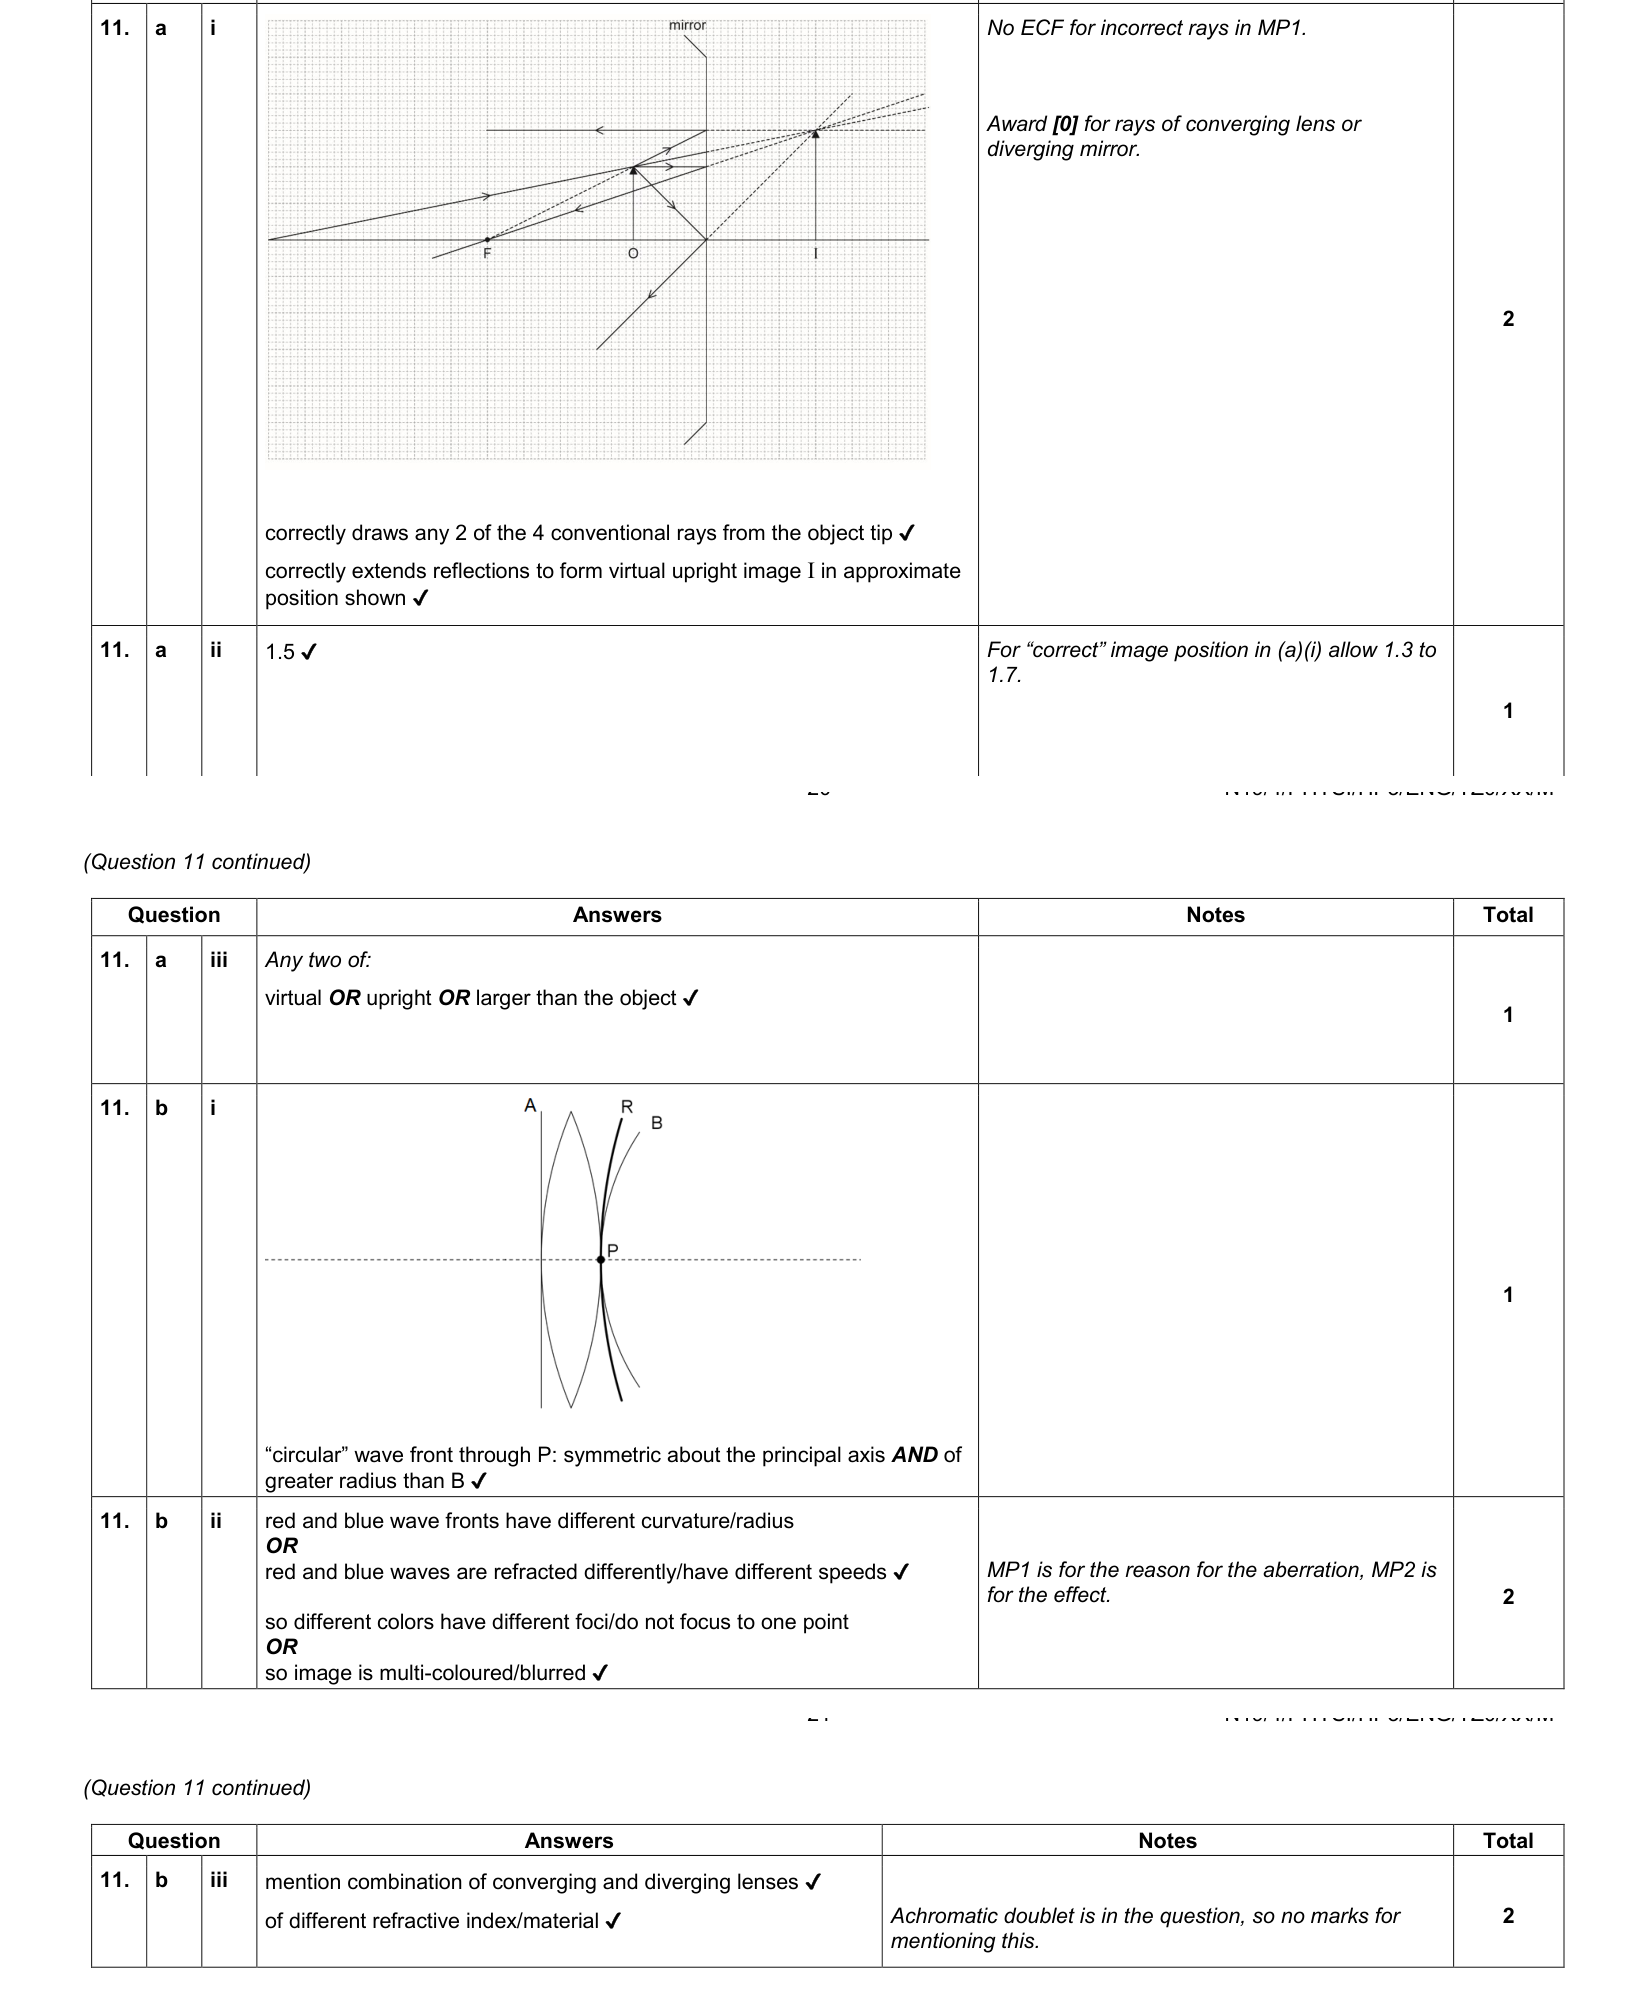 11. a i
mirror
F O I
correctly draws any 2 of the 4 conventional rays from the object tip ✓
correctly extends reflections to form virtual upright image I in approximate
position shown ✓
No ECF for incorrect rays in MP1.
Award [0] for rays of converging lens or
diverging mirror.
2
11. a ii
1.5 ✓
For “correct” image position in (a)(i) allow 1.3 to
1.7.
1
(Question 11 continued)
Question Answers Notes Total
11. a iii
Any two of:
virtual OR upright OR larger than the object ✓
1
11. b i
A R B
P
“circular” wave front through P: symmetric about the principal axis AND of
greater radius than B ✓
1
11. b ii
red and blue wave fronts have different curvature/radius
OR
red and blue waves are refracted differently/have different speeds ✓
so different colors have different foci/do not focus to one point
OR
so image is multi-coloured/blurred ✓
MP1 is for the reason for the aberration, MP2 is
for the effect.
2
(Question 11 continued)
Question Answers Notes Total
11. b iii
mention combination of converging and diverging lenses ✓
of different refractive index/material ✓
Achromatic doublet is in the question, so no marks for
mentioning this.
2